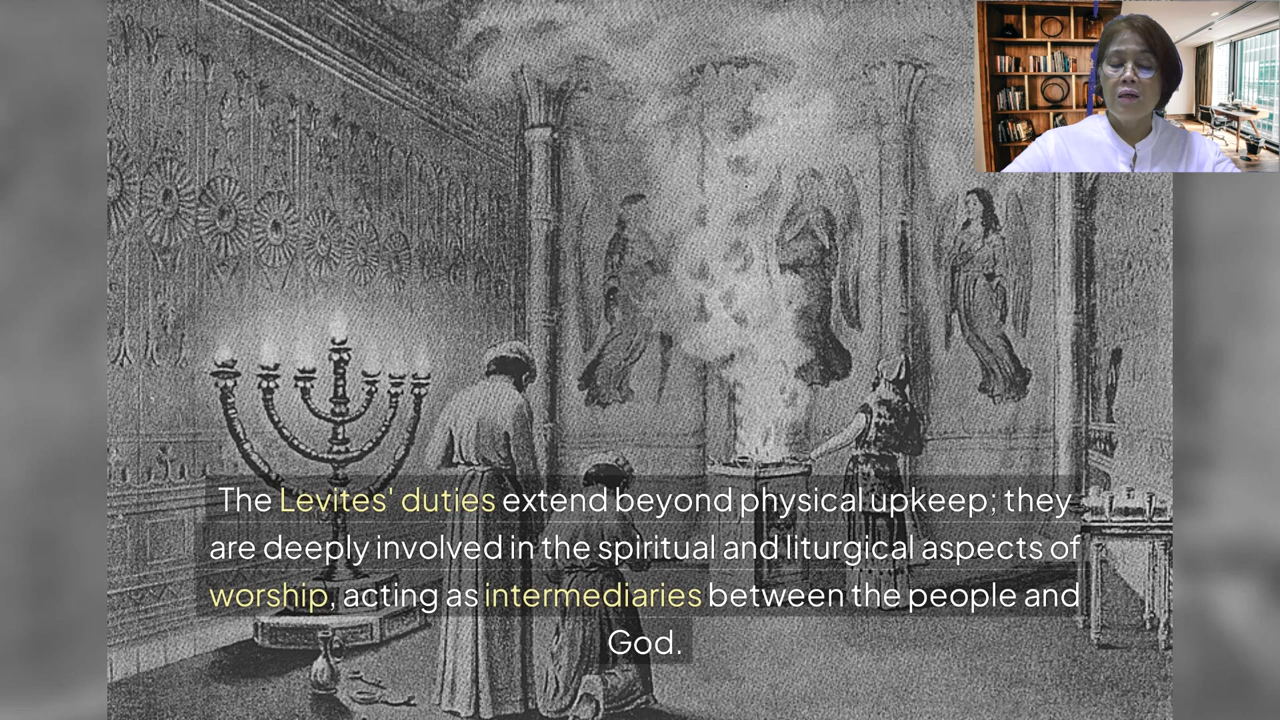 The Levites' duties extend beyond physical upkeep; they
are deeply involved in the spiritual and liturgical aspects of
worship, acting as intermediaries between the people and
God.